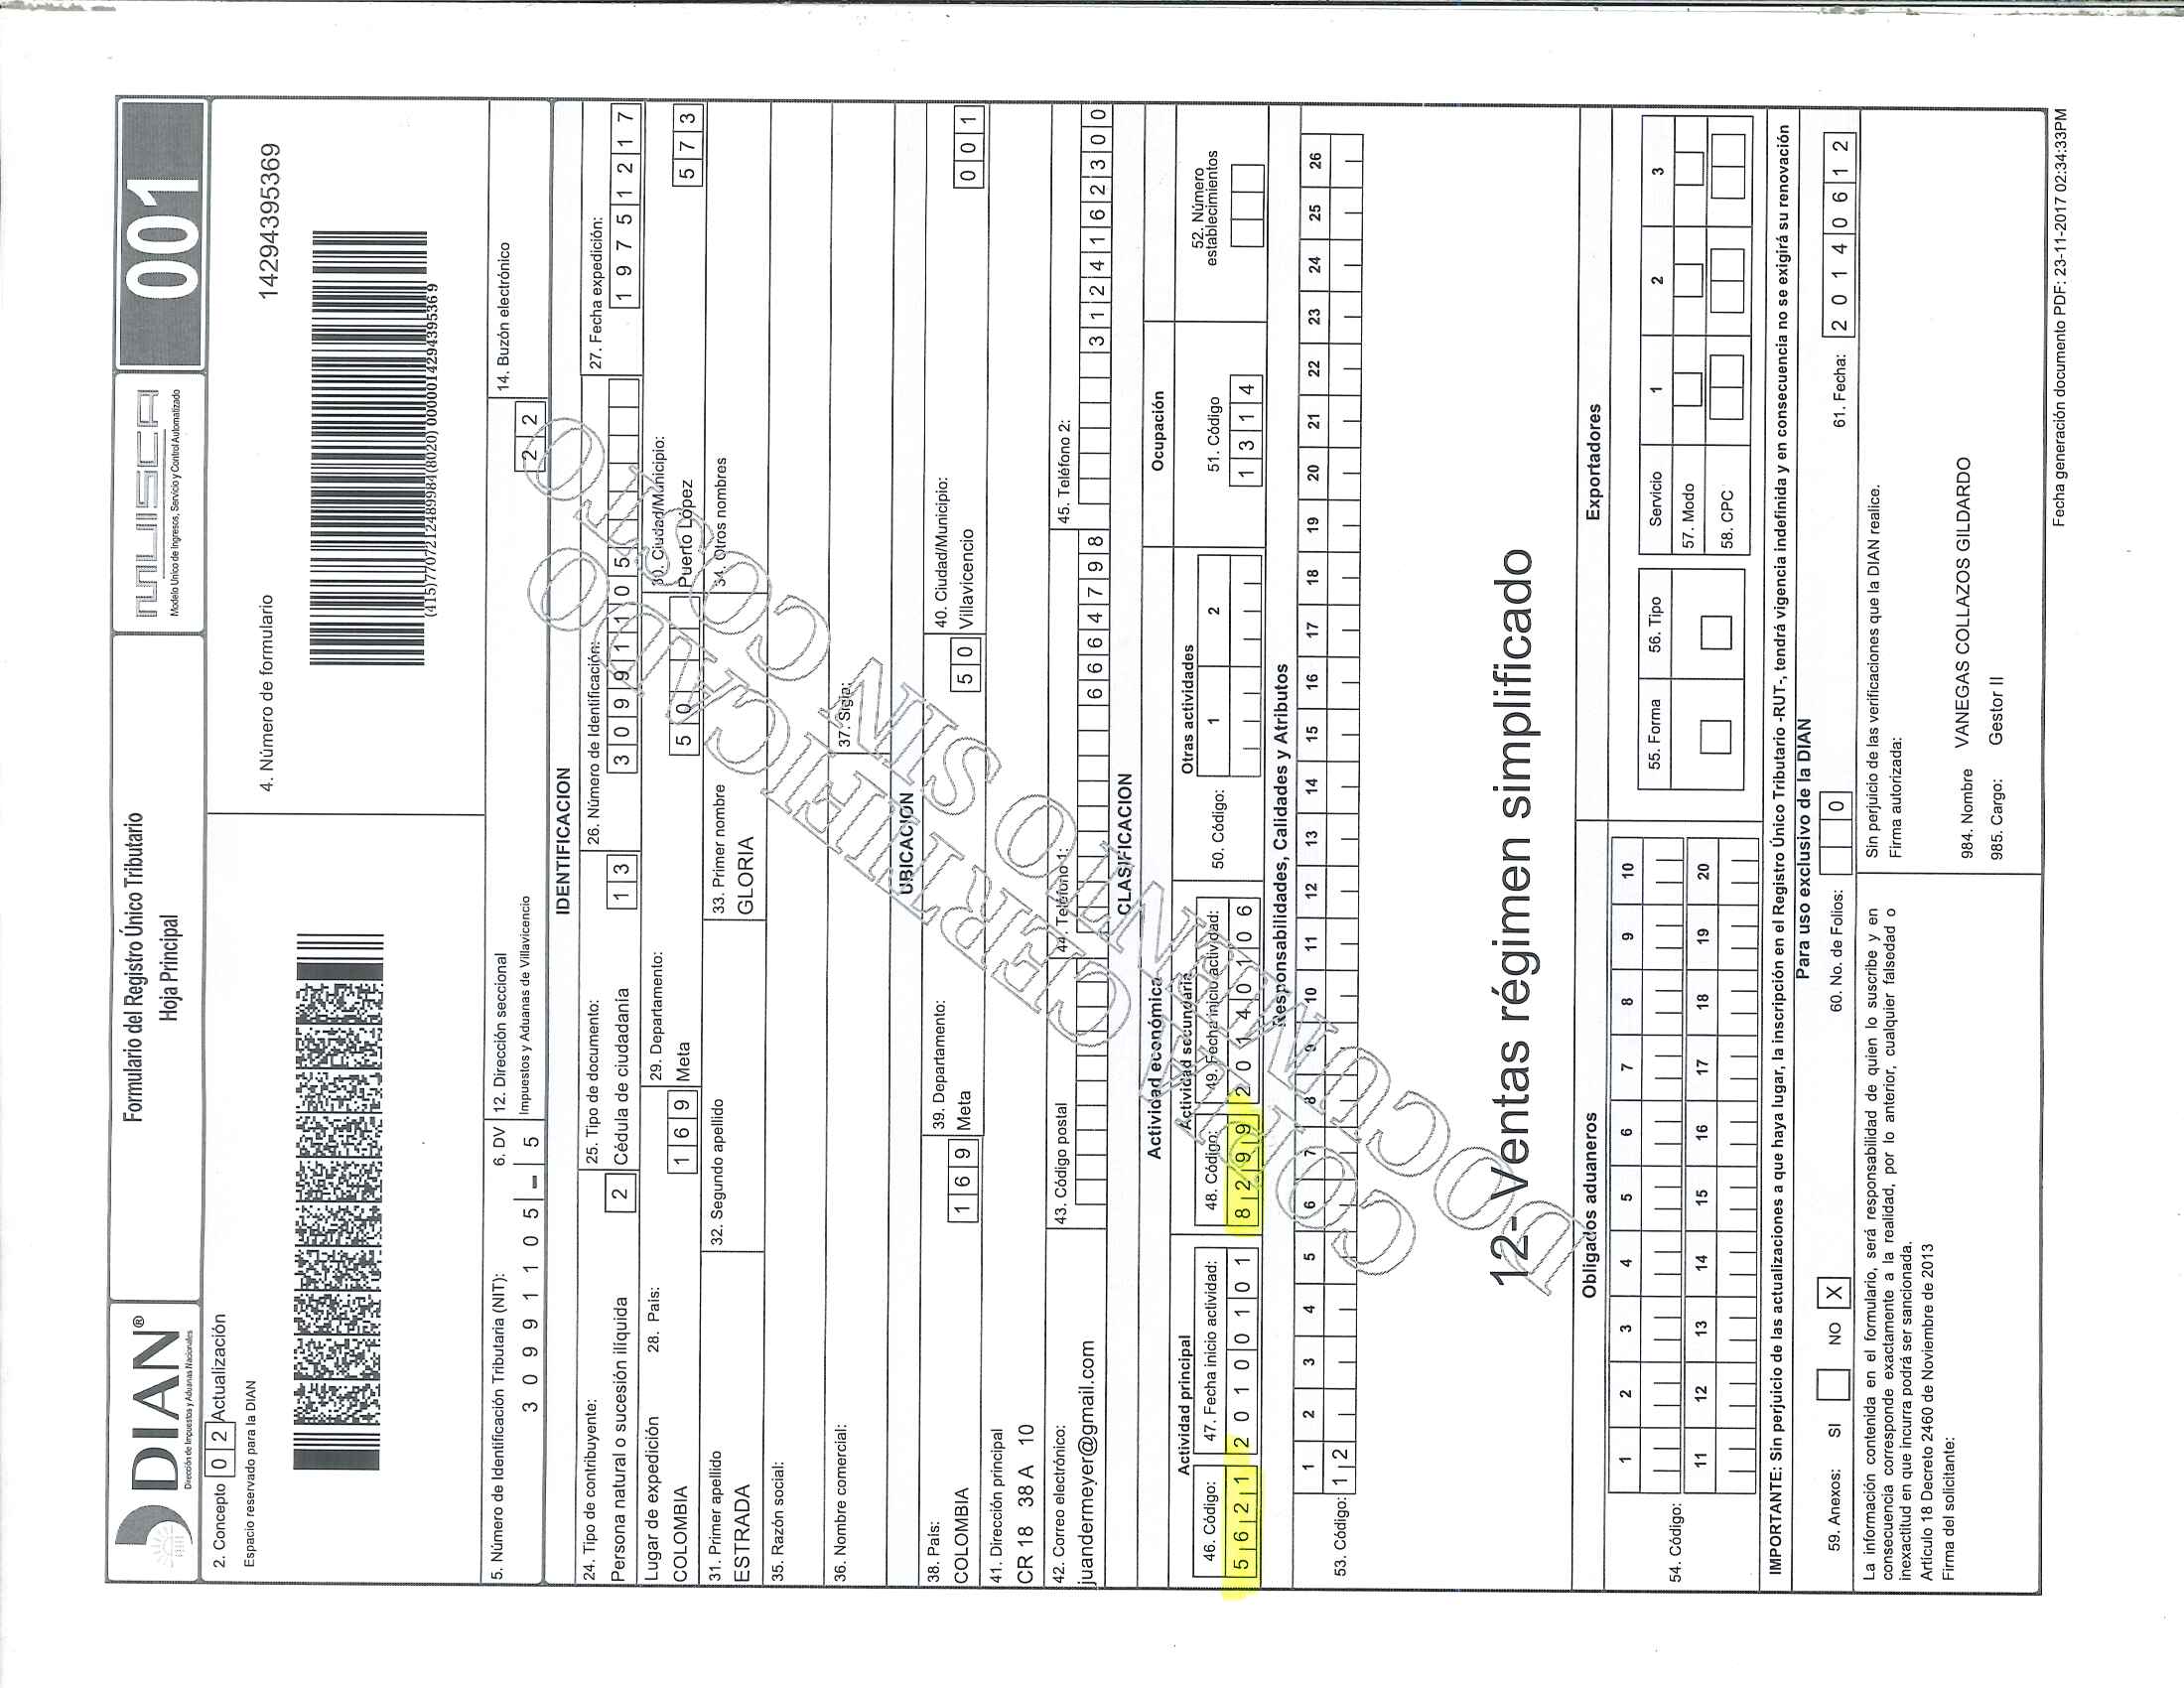 DIAN®
Dirección de Impuestos y Aduanas Nacionales
Formulario del Registro Único Tributario
Hoja Principal
MUISCA
Modelo Unico de Ingresos, Servicio y Control Automatizado
001
2. Concepto 0 2 Actualización
Espacio reservado para la DIAN
4. Número de formulario 14294395369
(415)7707212489984(8020) 0000014294395369
5. Número de Identificación Tributaria (NIT): 6. DV 12. Dirección seccional 14. Buzón electrónico
3 0 9 9 1 1 0 5 - 5 Impuestos y Aduanas de Villavicencio 2 2
IDENTIFICACION
24. Tipo de contribuyente: 25. Tipo de documento: 26. Número de Identificación: 27. Fecha expedición:
Persona natural o sucesión ilíquida 2 Cédula de ciudadanía 1 3 3 0 9 9 1 1 0 5 1 9 7 5 1 2 1 7
Lugar de expedición 28. País: 29. Departamento: 30. Ciudad/Municipio:
COLOMBIA 1 6 9 Meta 5 0 Puerto López 5 7 3
31. Primer apellido 32. Segundo apellido 33. Primer nombre 34. Otros nombres
ESTRADA GLORIA
35. Razón social:
36. Nombre comercial: 37. Sigla:
UBICACION
38. País: 39. Departamento: 40. Ciudad/Municipio:
COLOMBIA 1 6 9 Meta 5 0 Villavicencio 0 0 1
41. Dirección principal
CR 18 38 A 10
42. Correo electrónico: 43. Código postal 44. Teléfono 1: 45. Teléfono 2:
juandermeyer@gmail.com 6 6 6 4 7 9 8 3 1 2 4 1 6 2 3 0 0
CLASIFICACION
Actividad económica Ocupación
Actividad principal Actividad secundaria Otras actividades 52. Número establecimientos
46. Código: 47. Fecha inicio actividad: 48. Código: 49. Fecha inicio actividad: 50. Código: 1 2 51. Código
5 6 2 1 2 0 1 0 0 1 0 1 8 2 9 9 2 0 1 4 0 1 0 6 1 3 1 4
Responsabilidades, Calidades y Atributos
1 2 3 4 5 6 7 8 9 10 11 12 13 14 15 16 17 18 19 20 21 22 23 24 25 26
53. Código: 1 2
12- Ventas régimen simplificado
COPIA CERTIFICADO
DOCUMENTO SIN COSTO
Obligados aduaneros Exportadores
1 2 3 4 5 6 7 8 9 10
55. Forma 56. Tipo Servicio 1 2 3
54. Código: 57. Modo
11 12 13 14 15 16 17 18 19 20
58. CPC
IMPORTANTE: Sin perjuicio de las actualizaciones a que haya lugar, la inscripción en el Registro Único Tributario -RUT-, tendrá vigencia indefinida y en consecuencia no se exigirá su renovación
Para uso exclusivo de la DIAN
59. Anexos: SI NO X 60. No. de Folios: 0 61. Fecha: 2 0 1 4 0 6 1 2
La información contenida en el formulario, será responsabilidad de quien lo suscribe y en
consecuencia corresponde exactamente a la realidad, por lo anterior, cualquier falsedad o
inexactitud en que incurra podrá ser sancionada.
Artículo 18 Decreto 2460 de Noviembre de 2013
Firma del solicitante:
Sin perjuicio de las verificaciones que la DIAN realice.
Firma autorizada:
984. Nombre VANEGAS COLLAZOS GILDARDO
985. Cargo: Gestor II
Fecha generación documento PDF: 23-11-2017 02:34:33PM